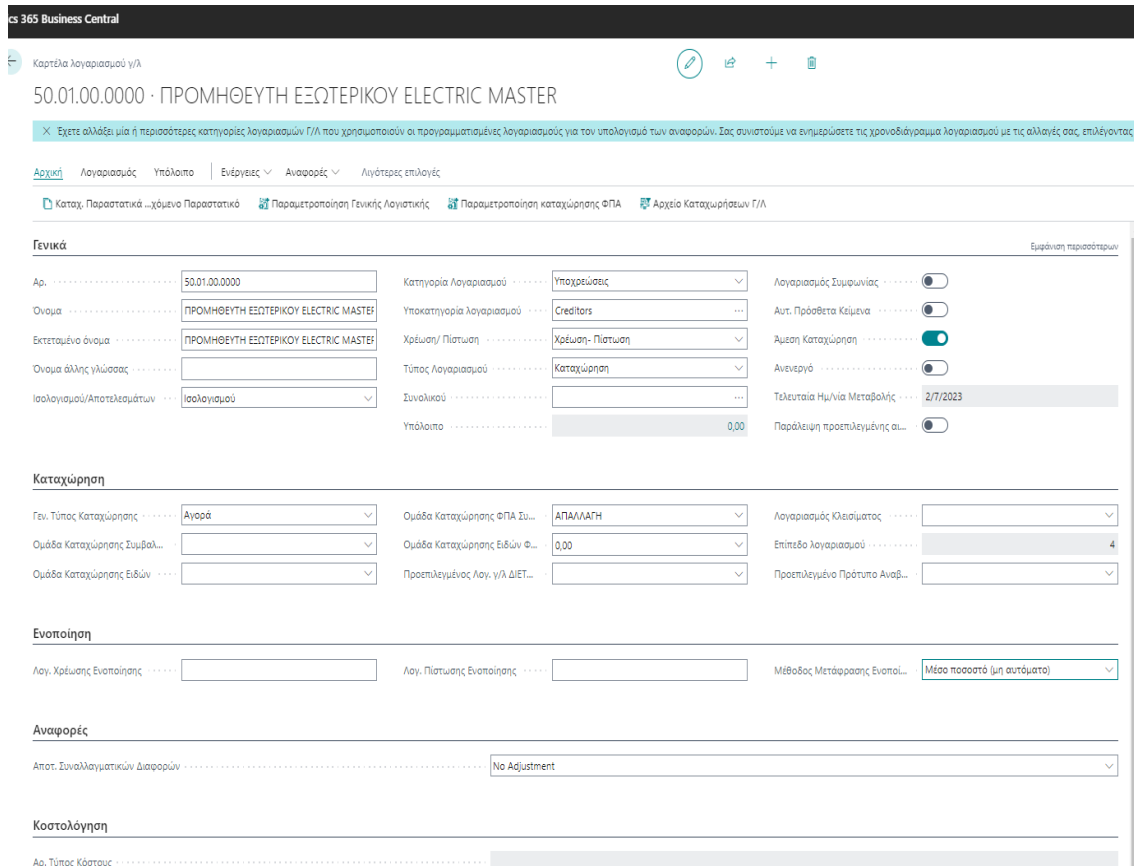 cs 365 Business Central
Καρτέλα λογαριασμού γ/λ
50.01.00.0000 · ΠΡΟΜΗΘΕΥΤΗ ΕΞΩΤΕΡΙΚΟΥ ELECTRIC MASTER
Έχετε αλλάξει μία ή περισσότερες κατηγορίες λογαριασμών Γ/Λ που χρησιμοποιούν οι προγραμματισμένες λογαριασμούς για τον υπολογισμό των αναφορών. Σας συνιστούμε να ενημερώσετε τις χρονοδιάγραμμα λογαριασμού με τις αλλαγές σας, επιλέγοντας
Αρχική Λογαριασμός Υπόλοιπο Ενέργειες Αναφορές Λιγότερες επιλογές
Καταχ. Παραστατικά ...χόμενο Παραστατικό Παραμετροποίηση Γενικής Λογιστικής Παραμετροποίηση καταχώρησης ΦΠΑ Αρχείο Καταχωρήσεων Γ/Λ
Γενικά Εμφάνιση περισσότερων
Αρ. 50.01.00.0000 Κατηγορία Λογαριασμού Υποχρεώσεις Λογαριασμός Συμφωνίας
Όνομα ΠΡΟΜΗΘΕΥΤΗ ΕΞΩΤΕΡΙΚΟΥ ELECTRIC MASTER Υποκατηγορία λογαριασμού Creditors ... Αυτ. Πρόσθετα Κείμενα
Εκτεταμένο όνομα ΠΡΟΜΗΘΕΥΤΗ ΕΞΩΤΕΡΙΚΟΥ ELECTRIC MASTER Χρέωση/ Πίστωση Χρέωση- Πίστωση Άμεση Καταχώρηση
Όνομα άλλης γλώσσας Τύπος Λογαριασμού Καταχώρηση Ανενεργό
Ισολογισμού/Αποτελεσμάτων Ισολογισμού Συνολικού ... Τελευταία Ημ/νία Μεταβολής 2/7/2023
Υπόλοιπο 0,00 Παράλειψη προεπιλεγμένης αι...
Καταχώρηση
Γεν. Τύπος Καταχώρησης Αγορά Ομάδα Καταχώρησης ΦΠΑ Συ... ΑΠΑΛΛΑΓΗ Λογαριασμός Κλεισίματος
Ομάδα Καταχώρησης Συμβαλ... Ομάδα Καταχώρησης Ειδών Φ... 0,00 Επίπεδο λογαριασμού 4
Ομάδα Καταχώρησης Ειδών Προεπιλεγμένος Λογ. γ/λ ΔΙΕΤ... Προεπιλεγμένο Πρότυπο Αναβ...
Ενοποίηση
Λογ. Χρέωσης Ενοποίησης Λογ. Πίστωσης Ενοποίησης Μέθοδος Μετάφρασης Ενοποί... Μέσο ποσοστό (μη αυτόματο)
Αναφορές
Αποτ. Συναλλαγματικών Διαφορών No Adjustment
Κοστολόγηση
Αρ. Τύπος Κόστους